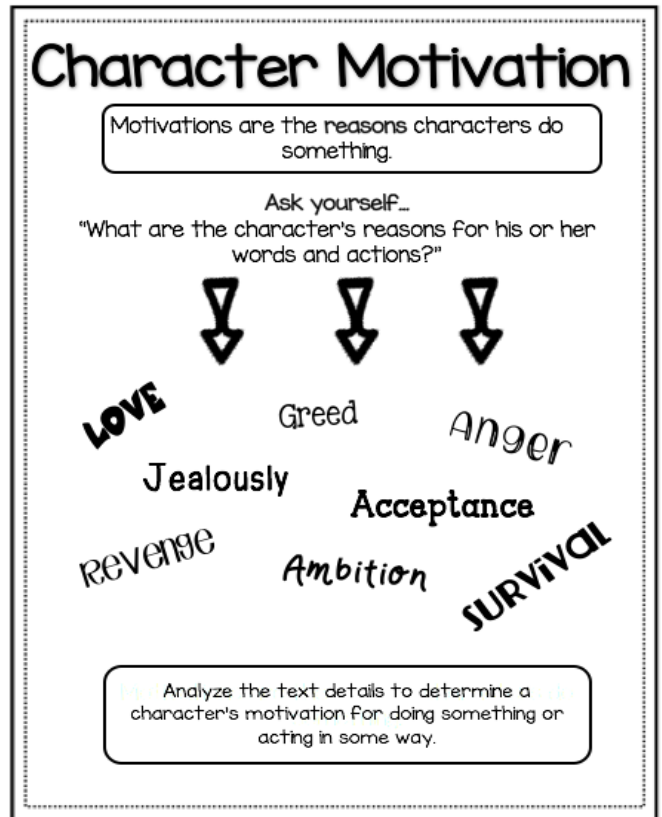 Character Motivation
Motivations are the reasons characters do
something.
Ask yourself...
"What are the character's reasons for his or her
words and actions?"
LOVE
Greed
Anger
Jealously
Acceptance
Revenge
Ambition
SURViVAL
Analyze the text details to determine a
character's motivation for doing something or
acting in some way.